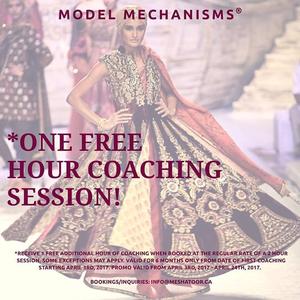 MODEL MECHANISMS®
*ONE FREE
HOUR COACHING
SESSION!
*RECEIVE 1 FREE ADDITIONAL HOUR OF COACHING WHEN BOOKED AT THE REGULAR RATE OF A 2 HOUR
SESSION, SOME EXCEPTIONS MAY APPLY. VALID FOR 6 MONTHS ONLY FROM DATE OF FIRST COACHING
STARTING APRIL 3RD, 2017. PROMO VALID FROM APRIL 3RD, 2017 - APRIL 24TH, 2017.
BOOKINGS/INQUIRIES: INFO@MESHATOOR.CA